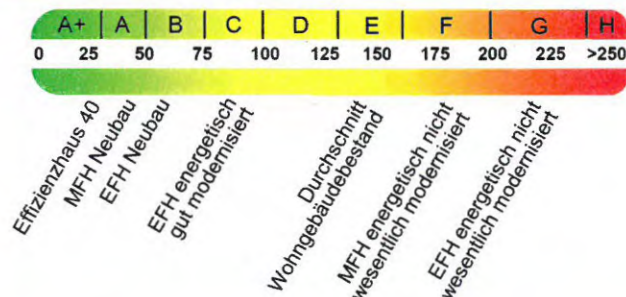 A+ A B C D E F G H
0 25 50 75 100 125 150 175 200 225 >250
Effizienzhaus 40
MFH Neubau
EFH Neubau
EFH energetisch
gut modernisiert
Durchschnitt
Wohngebäudebestand
MFH energetisch nicht
wesentlich modernisiert
EFH energetisch nicht
wesentlich modernisiert